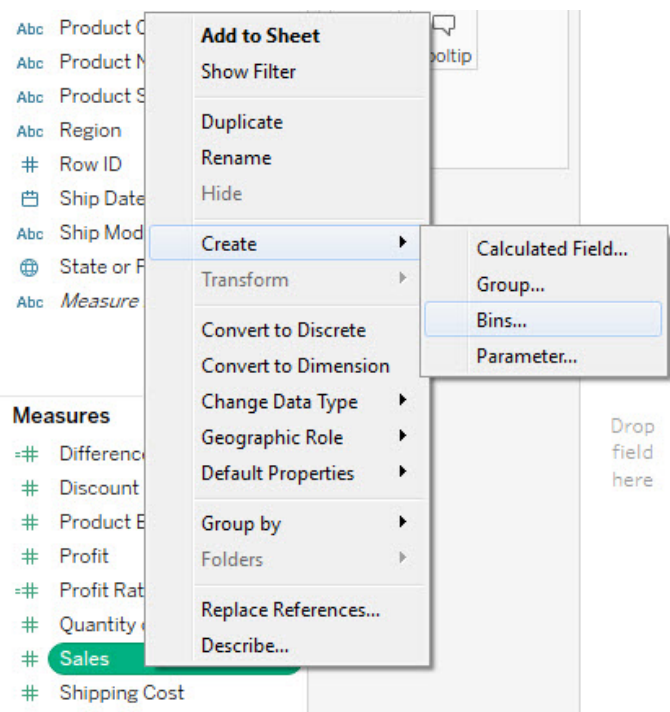 Abc Product
Abc Product
Abc Product
Abc Region
# Row ID
Ship Date
Abc Ship
State or
Abc Measure
Measures
=# Difference
# Discount
# Product
# Profit
=# Profit
# Quantity
# Sales
# Shipping Cost
Add to Sheet
Show Filter
Duplicate
Rename
Hide
Create
Transform
Convert to Discrete
Convert to Dimension
Change Data Type
Geographic Role
Default Properties
Group by
Folders
Replace References...
Describe...
Calculated Field...
Group...
Bins...
Parameter...
ooltip
Drop
field
here